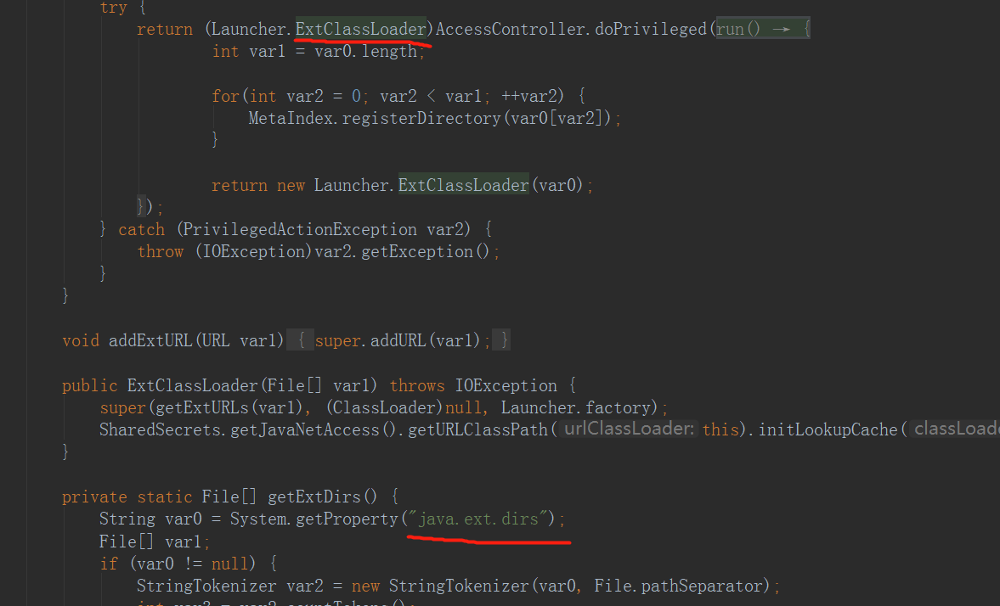 try {
return (Launcher.ExtClassLoader)AccessController.doPrivileged(run() → {
int var1 = var0.length;
for(int var2 = 0; var2 < var1; ++var2) {
MetaIndex.registerDirectory(var0[var2]);
}
return new Launcher.ExtClassLoader(var0);
});
} catch (PrivilegedActionException var2) {
throw (IOException)var2.getException();
}
}
void addExtURL(URL var1) { super.addURL(var1); }
public ExtClassLoader(File[] var1) throws IOException {
super(getExtURLs(var1), (ClassLoader)null, Launcher.factory);
SharedSecrets.getJavaNetAccess().getURLClassPath( urlClassLoader: this).initLookupCache( classLoade
}
private static File[] getExtDirs() {
String var0 = System.getProperty("java.ext.dirs");
File[] var1;
if (var0 != null) {
StringTokenizer var2 = new StringTokenizer(var0, File.pathSeparator);
int var3 = var2.countTokens();